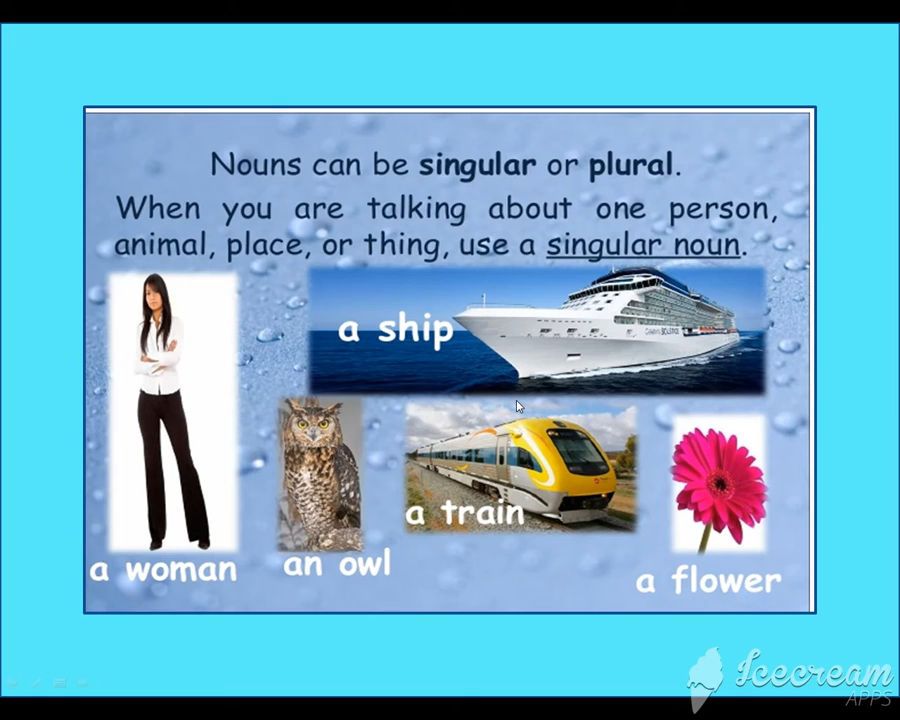 Nouns can be singular or plural.
When you are talking about one person,
animal, place, or thing, use a singular noun.
a ship
a train
a woman
an owl
a flower
Icecream
APPS